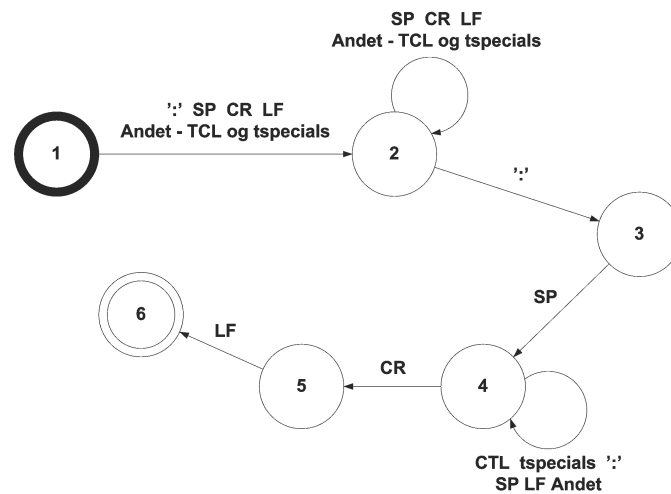 SP CR LF
Andet - TCL og tspecials
':' SP CR LF
Andet - TCL og tspecials
1
2
':'
3
SP
6
LF
5
CR
4
CTL tspecials ':'
SP LF Andet